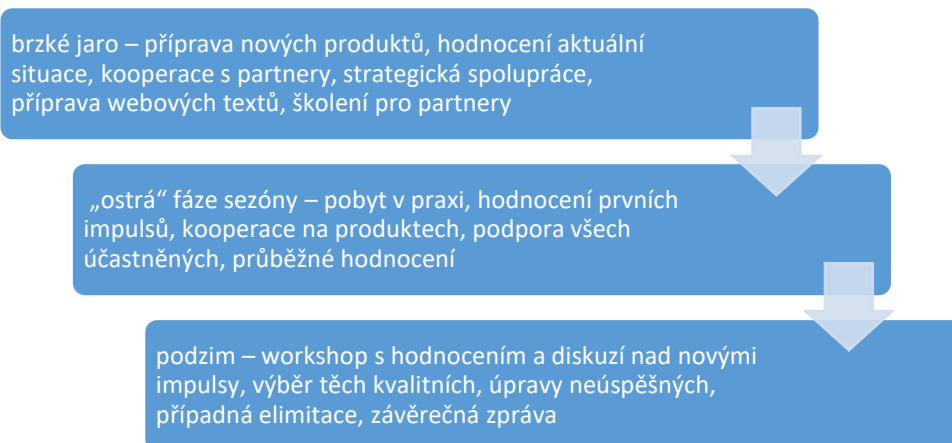 brzké jaro – příprava nových produktů, hodnocení aktuální
situace, kooperace s partnery, strategická spolupráce,
příprava webových textů, školení pro partnery
„ostrá“ fáze sezóny – pobyt v praxi, hodnocení prvních
impulsů, kooperace na produktech, podpora všech
účastněných, průběžné hodnocení
podzim – workshop s hodnocením a diskuzí nad novými
impulsy, výběr těch kvalitních, úpravy neúspěšných,
případná elimitace, závěrečná zpráva